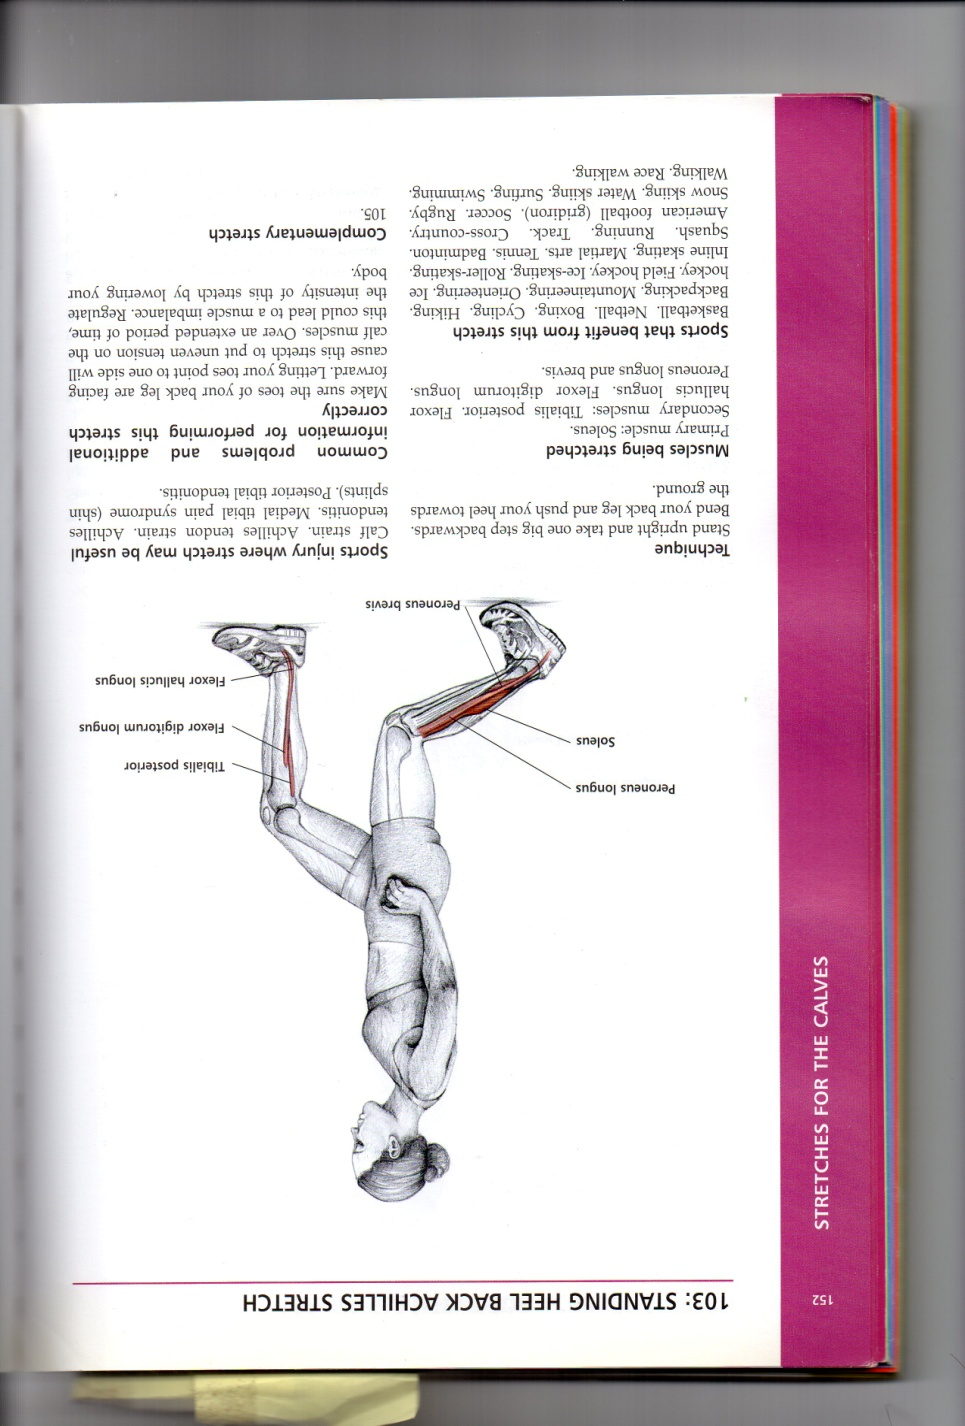 152
STRETCHES FOR THE CALVES
103: STANDING HEEL BACK ACHILLES STRETCH
Peroneus longus
Soleus
Peroneus brevis
Tibialis posterior
Flexor digitorum longus
Flexor hallucis longus
Technique
Stand upright and take one big step backwards.
Bend your back leg and push your heel towards
the ground.
Muscles being stretched
Primary muscle: Soleus.
Secondary muscles: Tibialis posterior. Flexor
hallucis longus. Flexor digitorum longus.
Peroneus longus and brevis.
Sports that benefit from this stretch
Basketball. Netball. Boxing. Cycling. Hiking.
Backpacking. Mountaineering. Orienteering. Ice
hockey. Field hockey. Ice-skating. Roller-skating.
Inline skating. Martial arts. Tennis. Badminton.
Squash. Running. Track. Cross-country.
American football (gridiron). Soccer. Rugby.
Snow skiing. Water skiing. Surfing. Swimming.
Walking. Race walking.
Sports injury where stretch may be useful
Calf strain. Achilles tendon strain. Achilles
tendonitis. Medial tibial pain syndrome (shin
splints). Posterior tibial tendonitis.
Common problems and additional
information for performing this stretch
correctly
Make sure the toes of your back leg are facing
forward. Letting your toes point to one side will
cause this stretch to put uneven tension on the
calf muscles. Over an extended period of time,
this could lead to a muscle imbalance. Regulate
the intensity of this stretch by lowering your
body.
Complementary stretch
105.